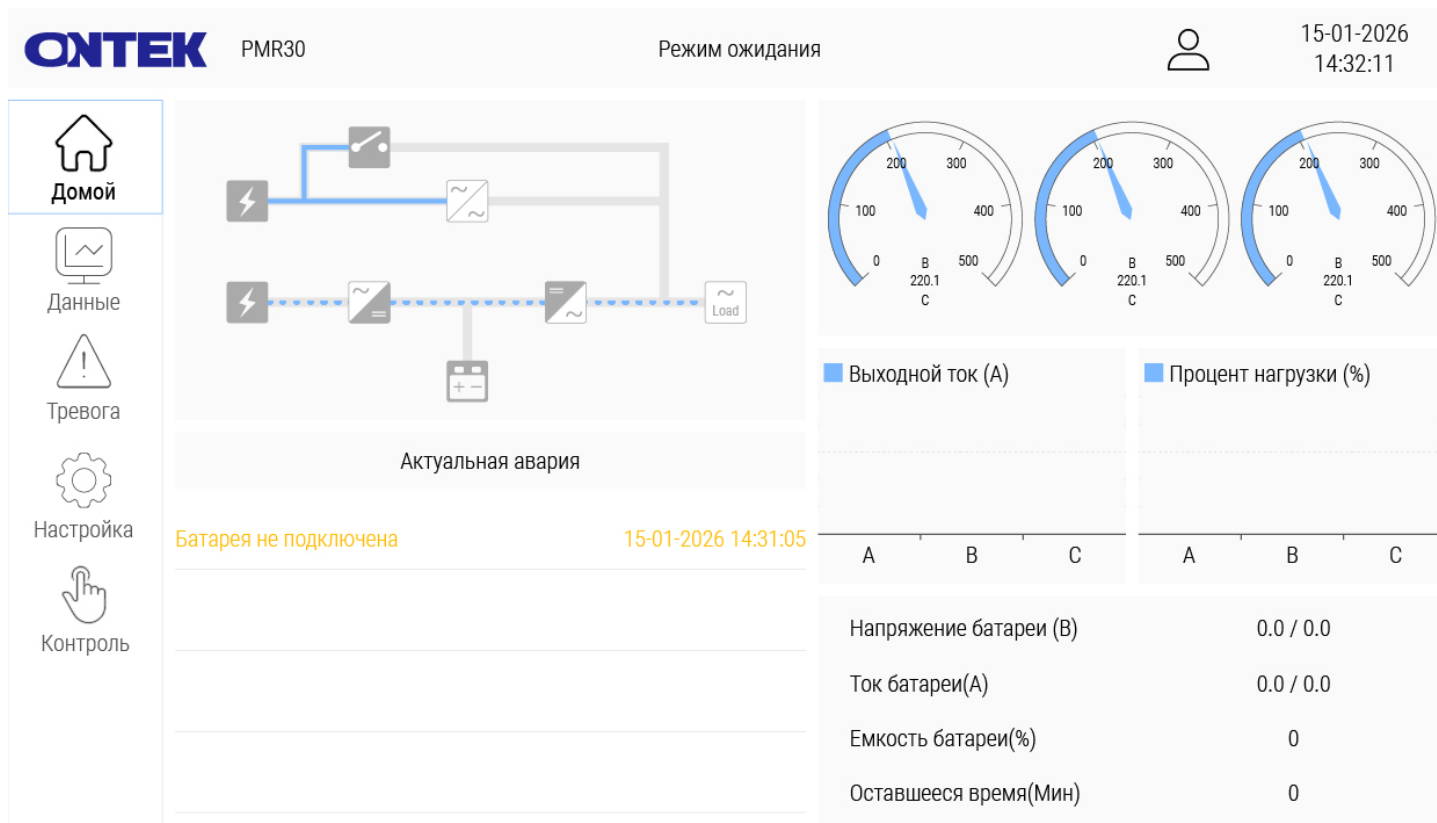 ONTEK
PMR30
Режим ожидания
15-01-2026
14:32:11
Домой
Данные
Тревога
Настройка
Контроль
Load
Актуальная авария
Батарея не подключена 15-01-2026 14:31:05
0 100 200 300 400 500
В
220.1
С
0 100 200 300 400 500
В
220.1
С
0 100 200 300 400 500
В
220.1
С
Выходной ток (А)
A B C
Процент нагрузки (%)
A B C
Напряжение батареи (В) 0.0 / 0.0
Ток батареи(А) 0.0 / 0.0
Емкость батареи(%) 0
Оставшееся время(Мин) 0